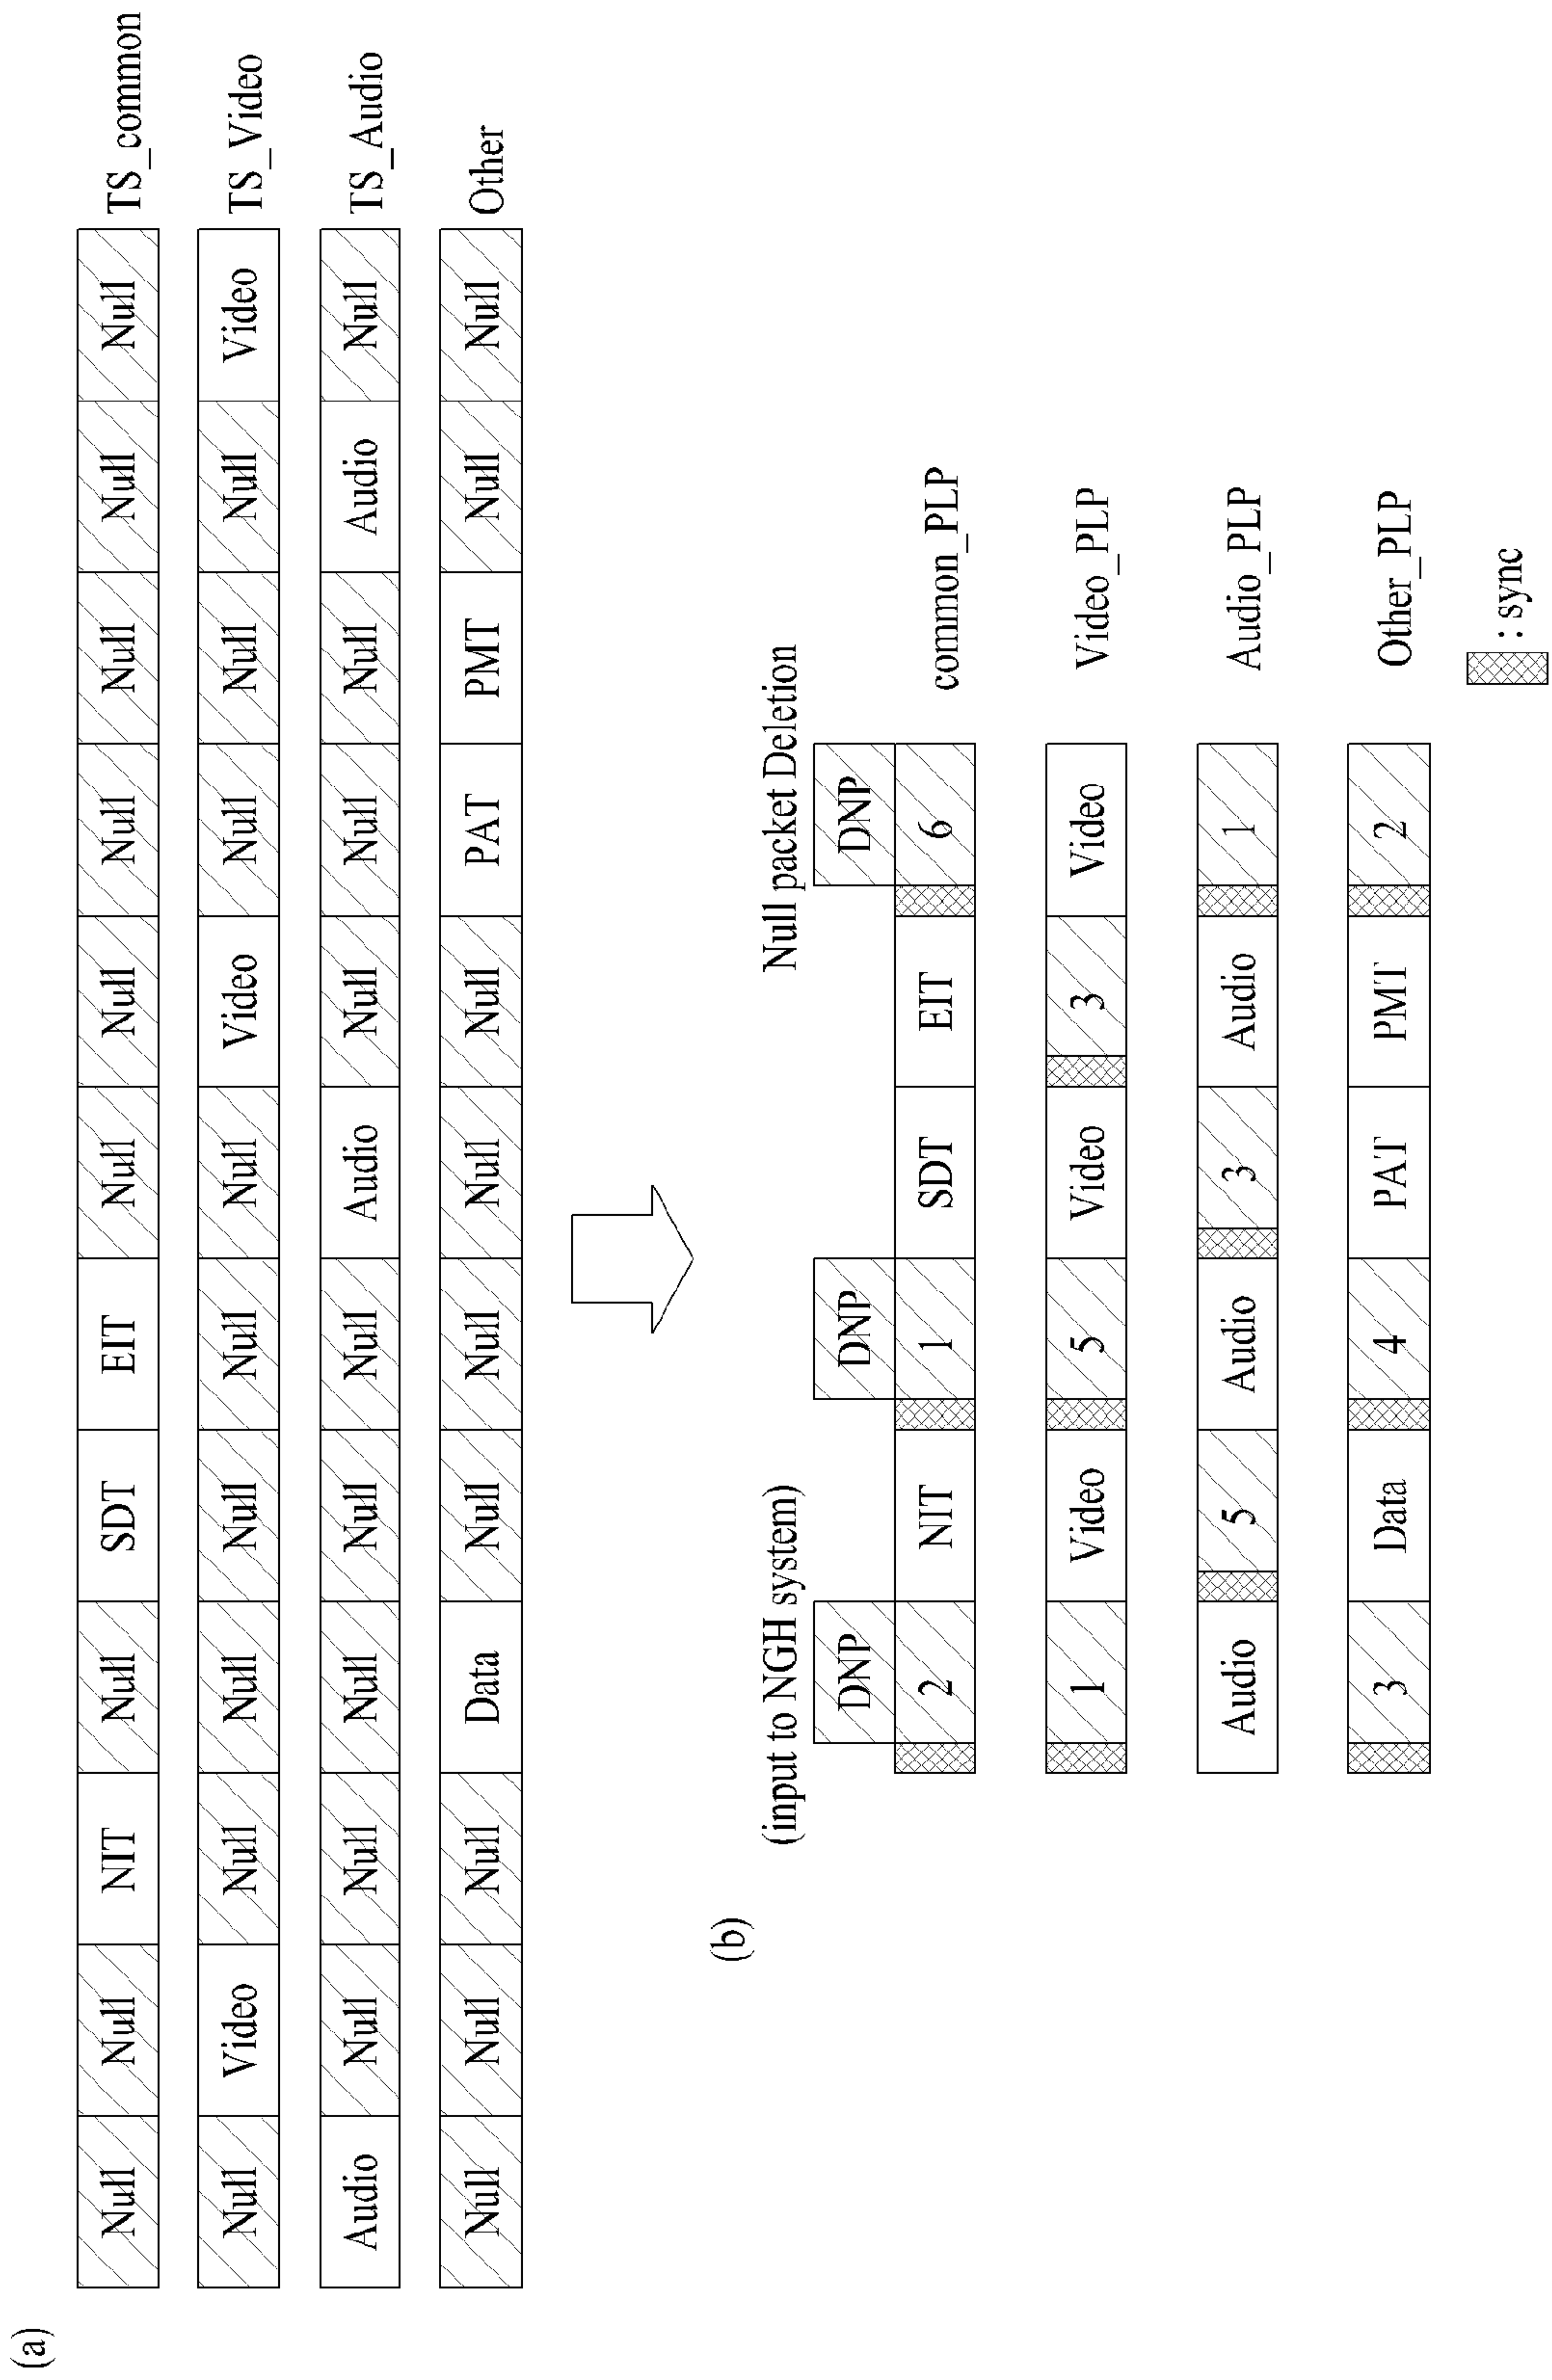 (a)
Null Null NIT Null SDT EIT Null Null Null Null Null Null TS_common
Null Video Null Null Null Null Null Video Null Null Null Video TS_Video
Audio Null Null Null Null Null Audio Null Null Null Audio Null TS_Audio
Null Null Null Data Null Null Null Null PAT PMT Null Null Other
(b)
(input to NGH system) Null packet Deletion
DNP DNP DNP
2 NIT 1 SDT EIT 6 common_PLP
1 Video 5 Video 3 Video Video_PLP
Audio 5 Audio 3 Audio 1 Audio_PLP
3 Data 4 PAT PMT 2 Other_PLP
: sync